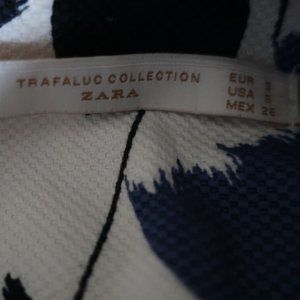 TRAFALUC COLLECTION
ZARA
EUR S
USA S
MEX 26